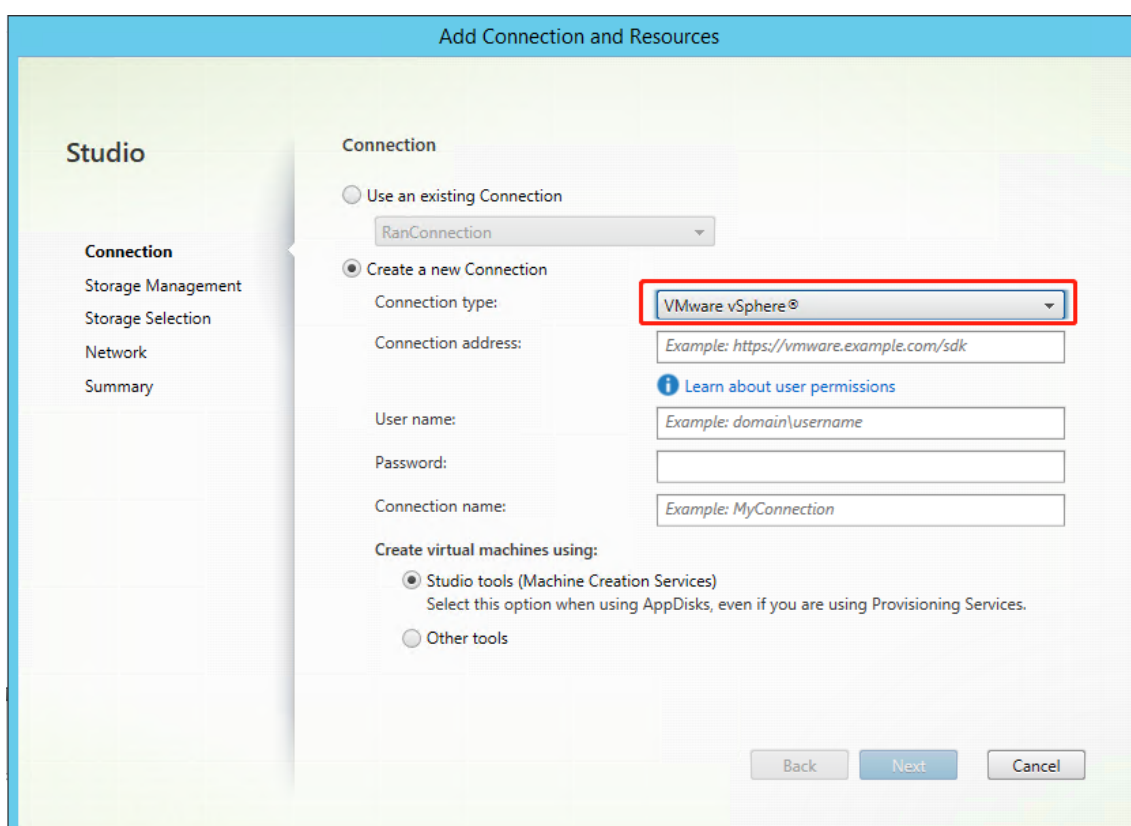 Add Connection and Resources
Studio
Connection
Storage Management
Storage Selection
Network
Summary
Connection
Use an existing Connection
RanConnection
Create a new Connection
Connection type:
VMware vSphere®
Connection address:
Example: https://vmware.example.com/sdk
Learn about user permissions
User name:
Example: domain\username
Password:
Connection name:
Example: MyConnection
Create virtual machines using:
Studio tools (Machine Creation Services)
Select this option when using AppDisks, even if you are using Provisioning Services.
Other tools
Back
Next
Cancel